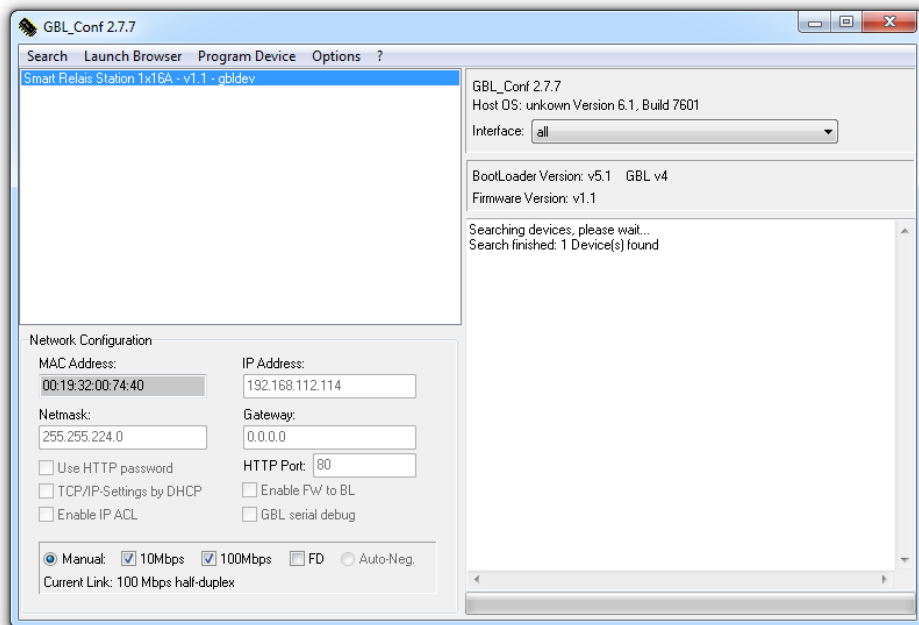 GBL_Conf 2.7.7
Search Launch Browser Program Device Options ?
Smart Relais Station 1x16A - v1.1 - gbldev
GBL_Conf 2.7.7
Host OS: unkown Version 6.1, Build 7601
Interface: all
BootLoader Version: v5.1 GBL v4
Firmware Version: v1.1
Searching devices, please wait...
Search finished: 1 Device(s) found
Network Configuration
MAC Address: IP Address:
00:19:32:00:74:40 192.168.112.114
Netmask: Gateway:
255.255.224.0 0.0.0.0
Use HTTP password HTTP Port: 80
TCP/IP-Settings by DHCP Enable FW to BL
Enable IP ACL GBL serial debug
Manual: 10Mbps 100Mbps FD Auto-Neg.
Current Link: 100 Mbps half-duplex